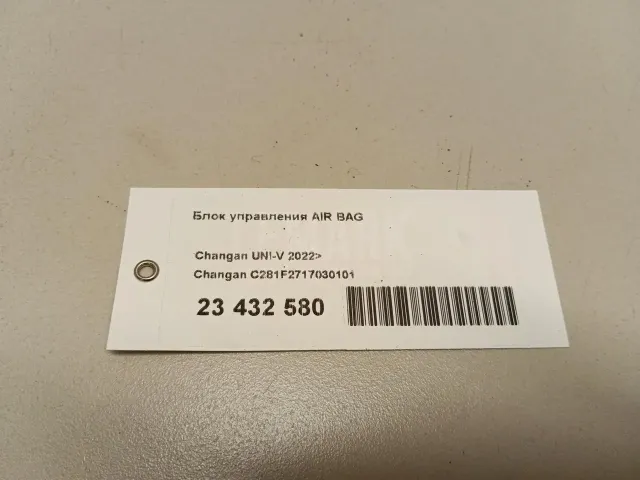 Блок управления AIR BAG
Changan UNI-V 2022>
Changan C281F2717030101
23 432 580